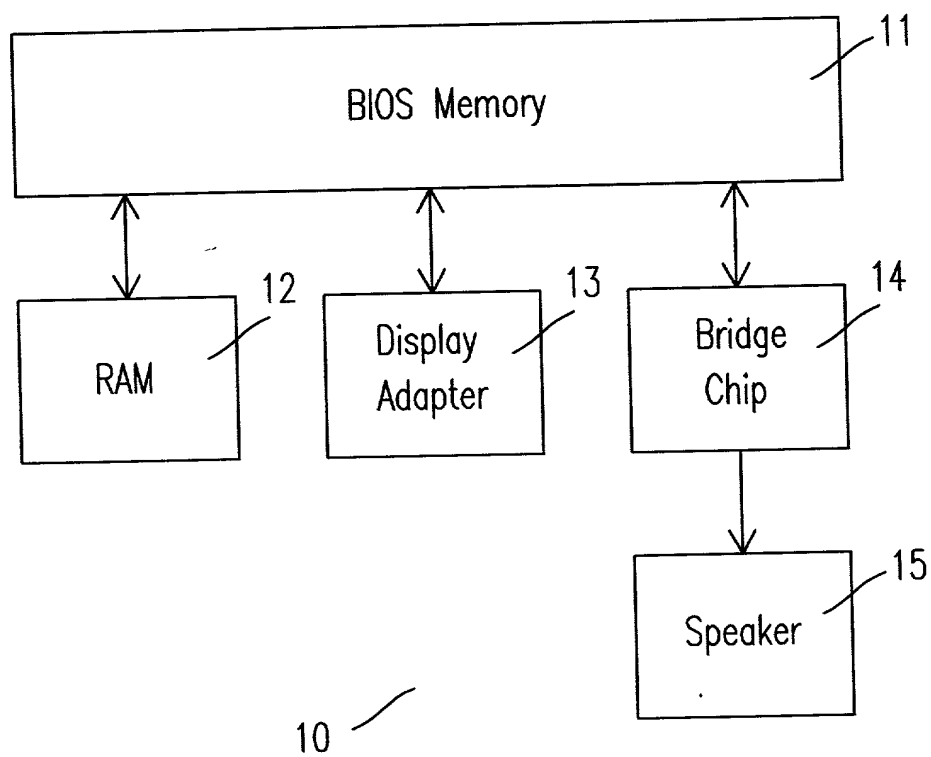 11
BIOS Memory
12
13
14
RAM
Display
Adapter
Bridge
Chip
15
Speaker
10